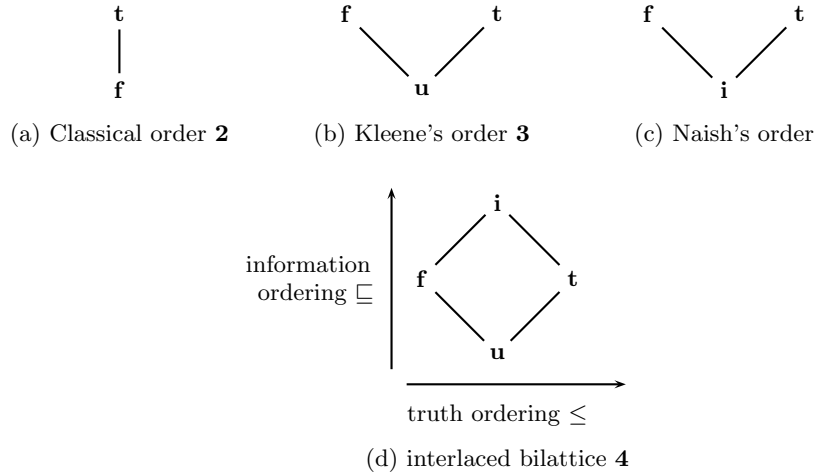 t
f
(a) Classical order 2
f t
u
(b) Kleene's order 3
f t
i
(c) Naish's order
information
ordering ⊑
i
f t
u
truth ordering ≤
(d) interlaced bilattice 4